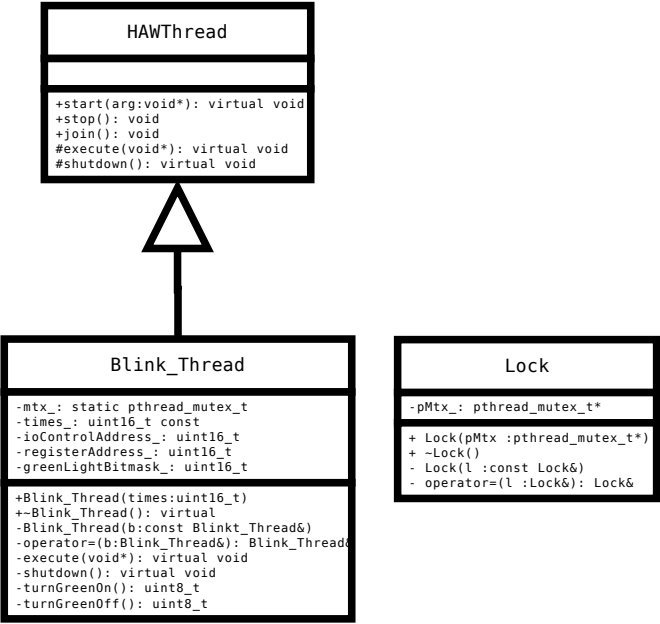 HAWThread
+start(arg:void*): virtual void
+stop(): void
+join(): void
#execute(void*): virtual void
#shutdown(): virtual void
Blink_Thread
-mtx_: static pthread_mutex_t
-times_: uint16_t const
-ioControlAddress_: uint16_t
-registerAddress_: uint16_t
-greenLightBitmask_: uint16_t
+Blink_Thread(times:uint16_t)
+~Blink_Thread(): virtual
-Blink_Thread(b:const Blinkt_Thread&)
-operator=(b:Blink_Thread&): Blink_Thread&
-execute(void*): virtual void
-shutdown(): virtual void
-turnGreenOn(): uint8_t
-turnGreenOff(): uint8_t
Lock
-pMtx_: pthread_mutex_t*
+ Lock(pMtx :pthread_mutex_t*)
+ ~Lock()
- Lock(l :const Lock&)
- operator=(l :Lock&): Lock&